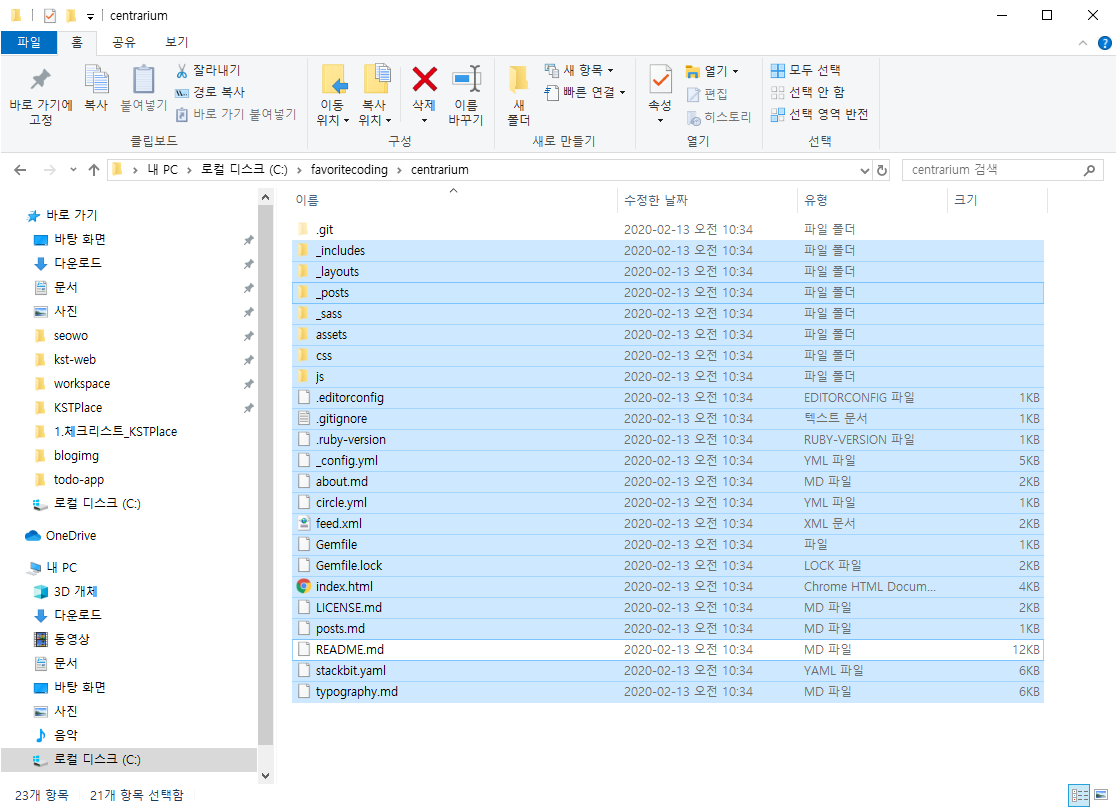 centrarium
파일 홈 공유 보기
바로 가기에 고정
복사
붙여넣기
잘라내기
경로 복사
바로 가기 붙여넣기
클립보드
이동 위치
복사 위치
삭제
이름 바꾸기
구성
새 폴더
새 항목
빠른 연결
새로 만들기
속성
열기
편집
히스토리
열기
모두 선택
선택 안 함
선택 영역 반전
선택
내 PC > 로컬 디스크 (C:) > favoritecoding > centrarium
centrarium 검색
바로 가기
바탕 화면
다운로드
문서
사진
seowo
kst-web
workspace
KSTPlace
1.체크리스트_KSTPlace
blogimg
todo-app
로컬 디스크 (C:)
OneDrive
내 PC
3D 개체
다운로드
동영상
문서
바탕 화면
사진
음악
로컬 디스크 (C:)
이름 수정한 날짜 유형 크기
.git 2020-02-13 오전 10:34 파일 폴더
_includes 2020-02-13 오전 10:34 파일 폴더
_layouts 2020-02-13 오전 10:34 파일 폴더
_posts 2020-02-13 오전 10:34 파일 폴더
_sass 2020-02-13 오전 10:34 파일 폴더
assets 2020-02-13 오전 10:34 파일 폴더
css 2020-02-13 오전 10:34 파일 폴더
js 2020-02-13 오전 10:34 파일 폴더
.editorconfig 2020-02-13 오전 10:34 EDITORCONFIG 파일 1KB
.gitignore 2020-02-13 오전 10:34 텍스트 문서 1KB
.ruby-version 2020-02-13 오전 10:34 RUBY-VERSION 파일 1KB
_config.yml 2020-02-13 오전 10:34 YML 파일 5KB
about.md 2020-02-13 오전 10:34 MD 파일 2KB
circle.yml 2020-02-13 오전 10:34 YML 파일 1KB
feed.xml 2020-02-13 오전 10:34 XML 문서 2KB
Gemfile 2020-02-13 오전 10:34 파일 1KB
Gemfile.lock 2020-02-13 오전 10:34 LOCK 파일 2KB
index.html 2020-02-13 오전 10:34 Chrome HTML Docum... 4KB
LICENSE.md 2020-02-13 오전 10:34 MD 파일 2KB
posts.md 2020-02-13 오전 10:34 MD 파일 1KB
README.md 2020-02-13 오전 10:34 MD 파일 12KB
stackbit.yaml 2020-02-13 오전 10:34 YAML 파일 6KB
typography.md 2020-02-13 오전 10:34 MD 파일 6KB
23개 항목 21개 항목 선택함